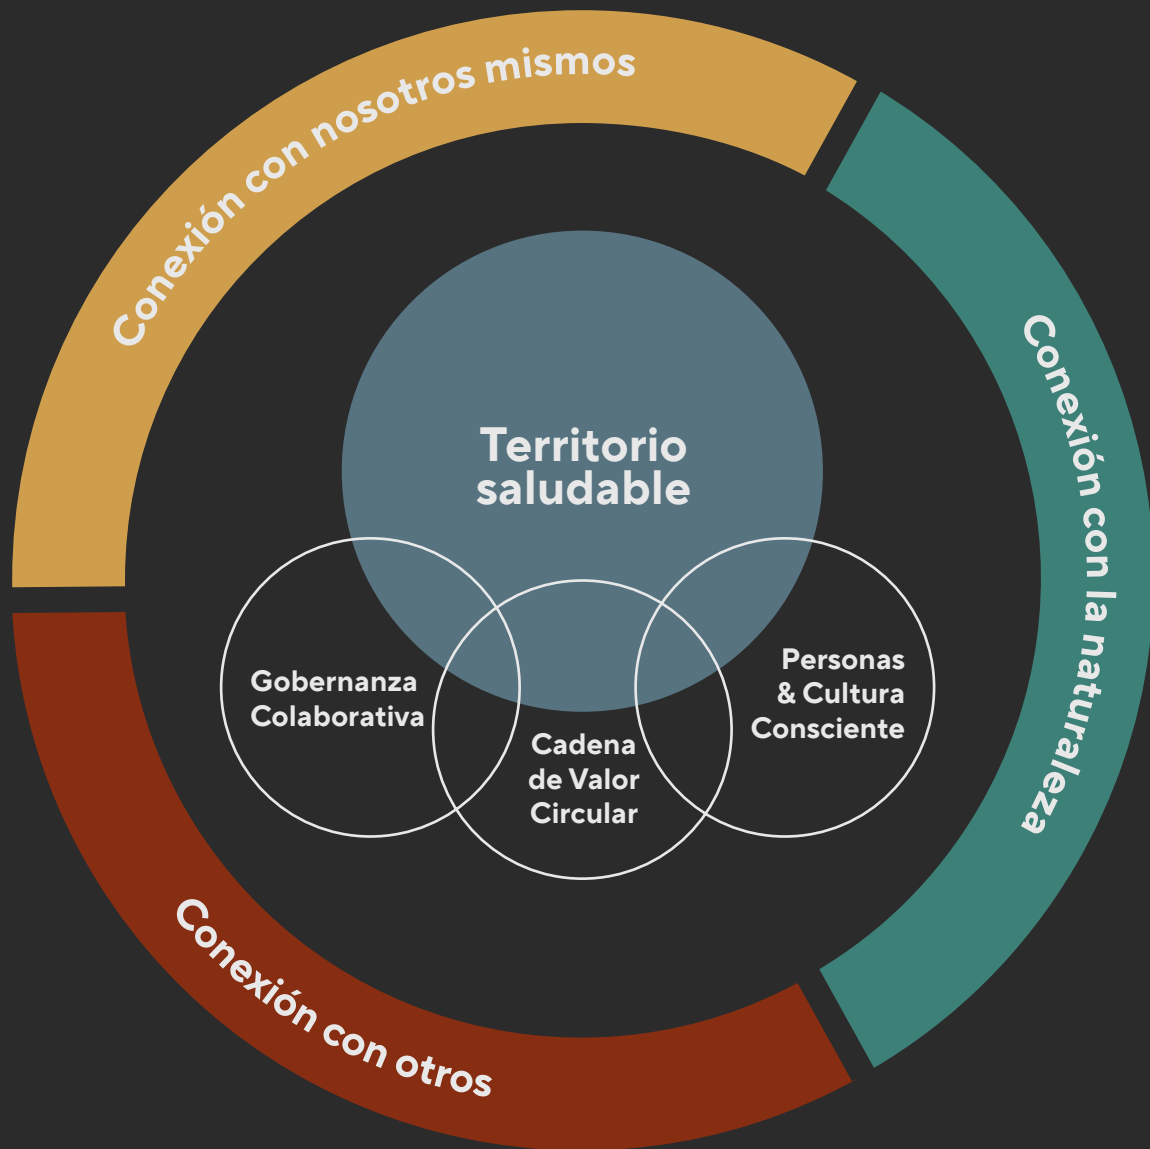 Conexión con nosotros mismos
Conexión con la naturaleza
Territorio
saludable
Gobernanza
Colaborativa
Cadena
de Valor
Circular
Personas
& Cultura
Consciente
Conexión con otros